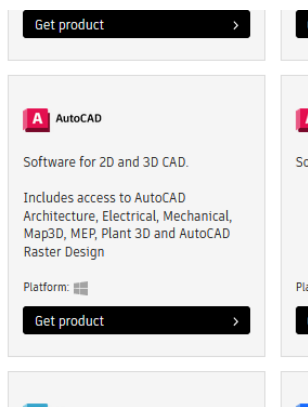 Get product
A AutoCAD
Software for 2D and 3D CAD.
Includes access to AutoCAD
Architecture, Electrical, Mechanical,
Map3D, MEP, Plant 3D and AutoCAD
Raster Design
Platform:
Get product